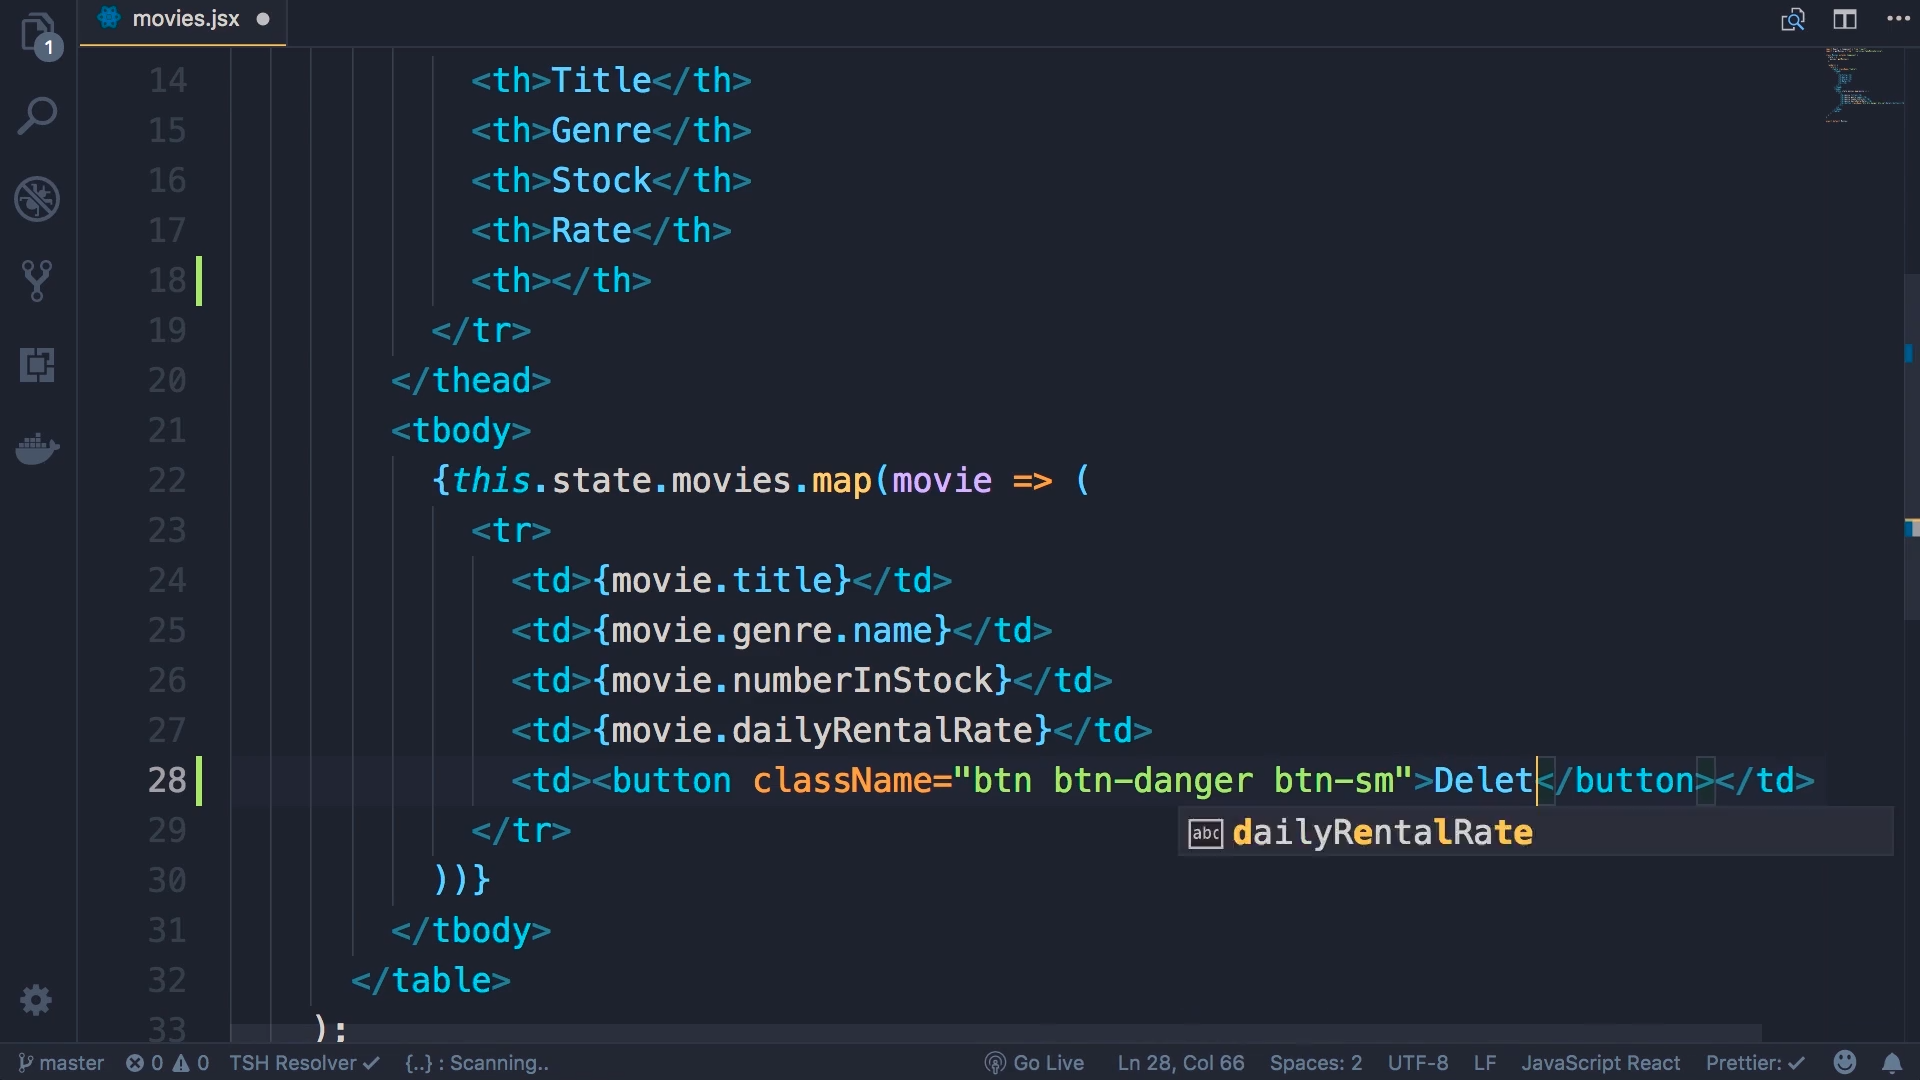 1
movies.jsx
14 <th>Title</th>
15 <th>Genre</th>
16 <th>Stock</th>
17 <th>Rate</th>
18 <th></th>
19 </tr>
20 </thead>
21 <tbody>
22 {this.state.movies.map(movie => (
23 <tr>
24 <td>{movie.title}</td>
25 <td>{movie.genre.name}</td>
26 <td>{movie.numberInStock}</td>
27 <td>{movie.dailyRentalRate}</td>
28 <td><button className="btn btn-danger btn-sm">Delet</button></td>
abc dailyRentalRate
29 </tr>
30 ))}
31 </tbody>
32 </table>
33 );
master 0 0 TSH Resolver ✓ {..} : Scanning.. Go Live Ln 28, Col 66 Spaces: 2 UTF-8 LF JavaScript React Prettier: ✓